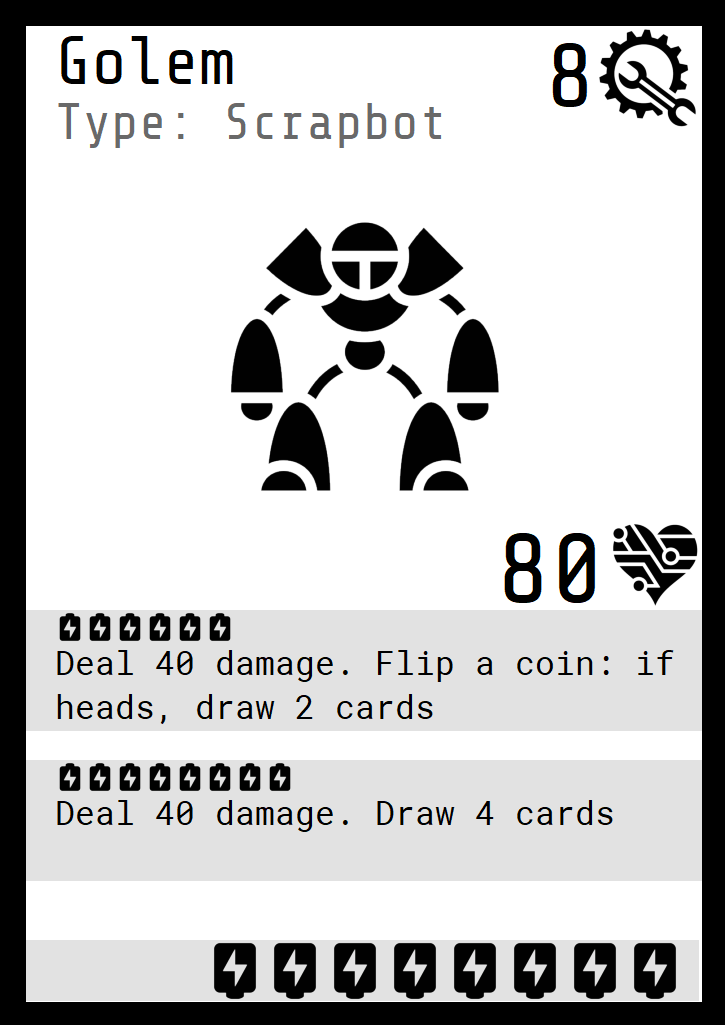 Golem
8
Type: Scrapbot
80
Deal 40 damage. Flip a coin: if
heads, draw 2 cards
Deal 40 damage. Draw 4 cards